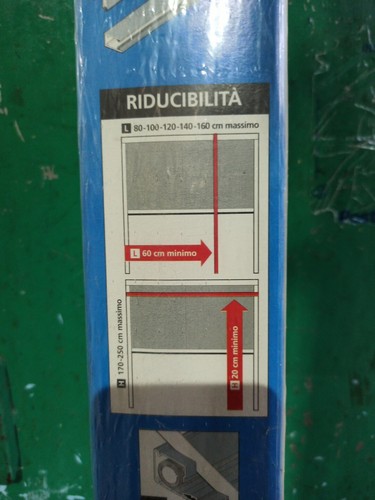 RIDUCIBILITÀ
L 80-100-120-140-160 cm massimo
L 60 cm minimo
H 170-250 cm massimo
H 20 cm minimo